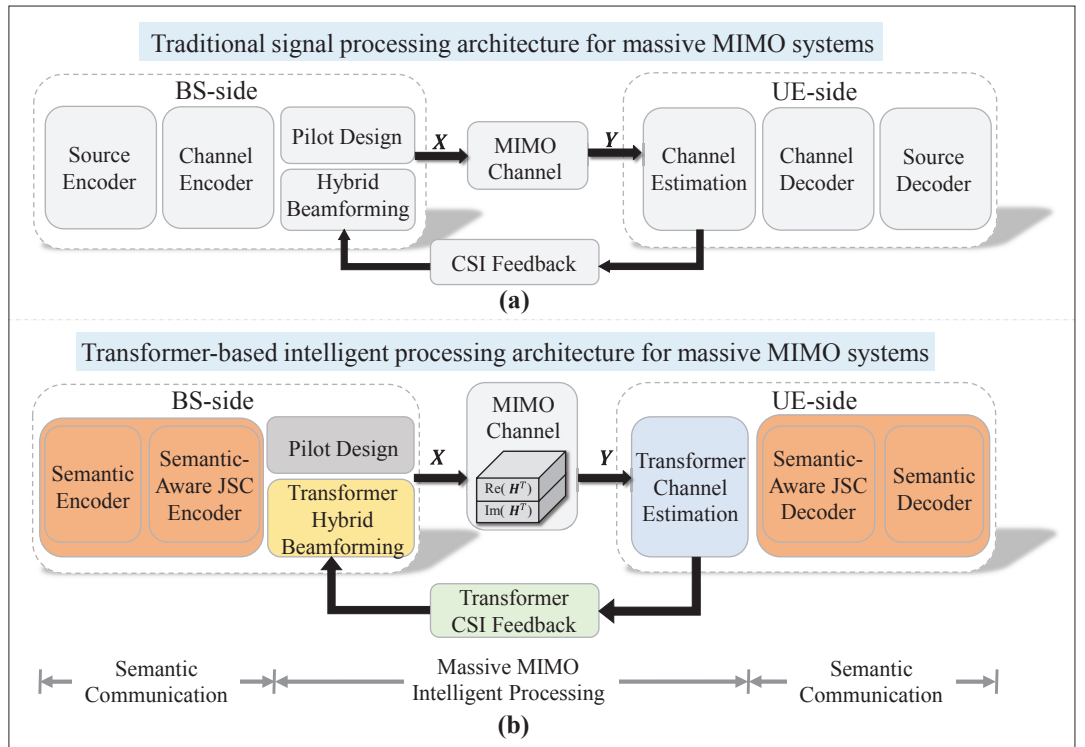 Traditional signal processing architecture for massive MIMO systems
BS-side
UE-side
Source
Encoder
Channel
Encoder
Pilot Design
Hybrid
Beamforming
X
MIMO
Channel
Y
Channel
Estimation
Channel
Decoder
Source
Decoder
CSI Feedback
(a)
Transformer-based intelligent processing architecture for massive MIMO systems
BS-side
UE-side
Semantic
Encoder
Semantic-
Aware JSC
Encoder
Pilot Design
Transformer
Hybrid
Beamforming
X
MIMO
Channel
Re( H^T)
Im( H^T)
Y
Transformer
Channel
Estimation
Semantic-
Aware JSC
Decoder
Semantic
Decoder
Transformer
CSI Feedback
Semantic
Communication
Massive MIMO
Intelligent Processing
Semantic
Communication
(b)